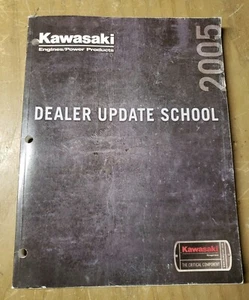 Kawasaki
Engines/Power Products
2005
DEALER UPDATE SCHOOL
Kawasaki
THE CRITICAL COMPONENT